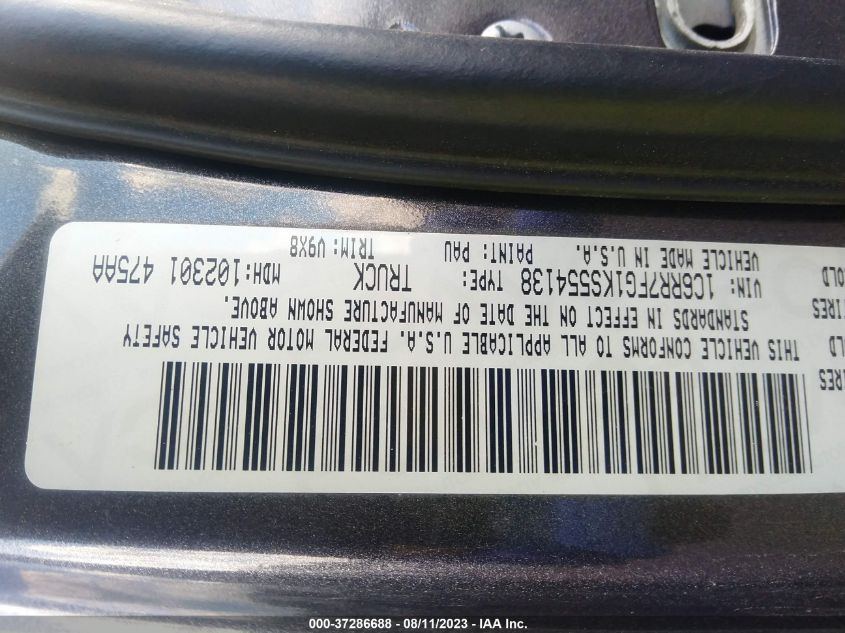 THIS VEHICLE CONFORMS TO ALL APPLICABLE U.S.A. FEDERAL MOTOR VEHICLE SAFETY
STANDARDS IN EFFECT ON THE DATE OF MANUFACTURE SHOWN ABOVE.
VIN: 1C6RR7FG1KS554138 TYPE: TRUCK MDH:102301 475AA
VEHICLE MADE IN U.S.A. PAINT: PAU TRIM: V9X8
000-37286688 - 08/11/2023 - IAA Inc.